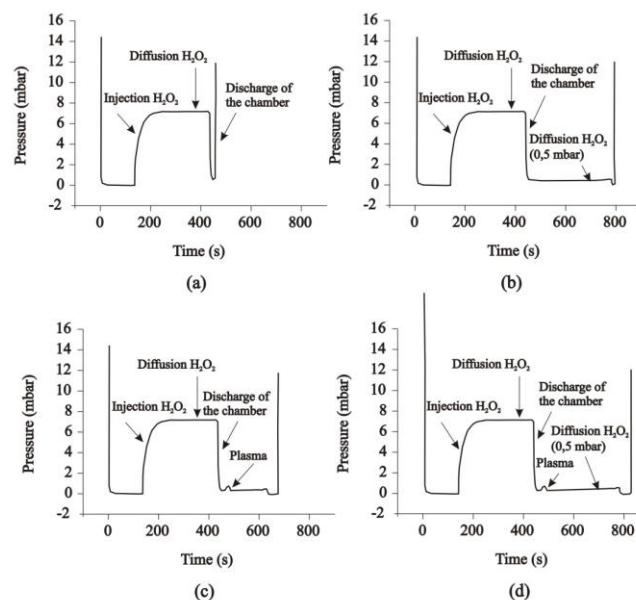 16
14
12
10
8
6
4
2
0
-2
Pressure (mbar)
Diffusion H₂O₂
Injection H₂O₂
Discharge of
the chamber
0 200 400 600 800
Time (s)
(a)
16
14
12
10
8
6
4
2
0
-2
Pressure (mbar)
Diffusion H₂O₂
Injection H₂O₂
Discharge of
the chamber
Diffusion H₂O₂
(0,5 mbar)
0 200 400 600 800
Time (s)
(b)
16
14
12
10
8
6
4
2
0
-2
Pressure (mbar)
Diffusion H₂O₂
Injection H₂O₂
Discharge of
the chamber
Plasma
0 200 400 600 800
Time (s)
(c)
16
14
12
10
8
6
4
2
0
-2
Pressure (mbar)
Diffusion H₂O₂
Injection H₂O₂
Discharge of
the chamber
Diffusion H₂O₂
(0,5 mbar)
Plasma
0 200 400 600 800
Time (s)
(d)